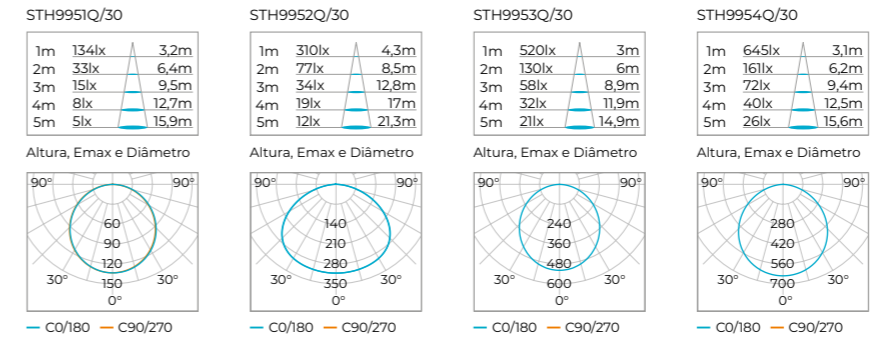 STH9951Q/30
1m 134lx 3,2m
2m 33lx 6,4m
3m 15lx 9,5m
4m 8lx 12,7m
5m 5lx 15,9m
Altura, Emax e Diâmetro
90° 90°
60
90
120
30° 150 30°
0°
C0/180 C90/270
STH9952Q/30
1m 310lx 4,3m
2m 77lx 8,5m
3m 34lx 12,8m
4m 19lx 17m
5m 12lx 21,3m
Altura, Emax e Diâmetro
90° 90°
140
210
280
30° 350 30°
0°
C0/180 C90/270
STH9953Q/30
1m 520lx 3m
2m 130lx 6m
3m 58lx 8,9m
4m 32lx 11,9m
5m 21lx 14,9m
Altura, Emax e Diâmetro
90° 90°
240
360
480
30° 600 30°
0°
C0/180 C90/270
STH9954Q/30
1m 645lx 3,1m
2m 161lx 6,2m
3m 72lx 9,4m
4m 40lx 12,5m
5m 26lx 15,6m
Altura, Emax e Diâmetro
90° 90°
280
420
560
30° 700 30°
0°
C0/180 C90/270